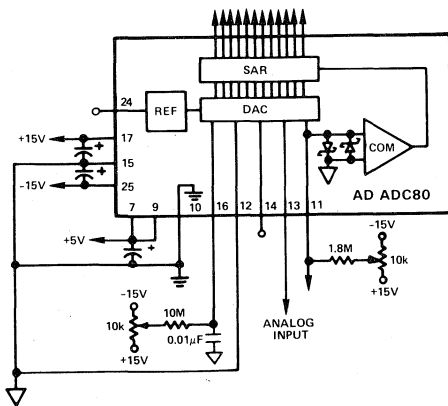 SAR
24
REF
DAC
+15V
17
COM
15
-15V
25
AD ADC80
7
9
10
16
12
14
13
11
+5V
-15V
1.8M
10k
-15V
10M
+15V
10k
0.01µF
ANALOG
INPUT
+15V